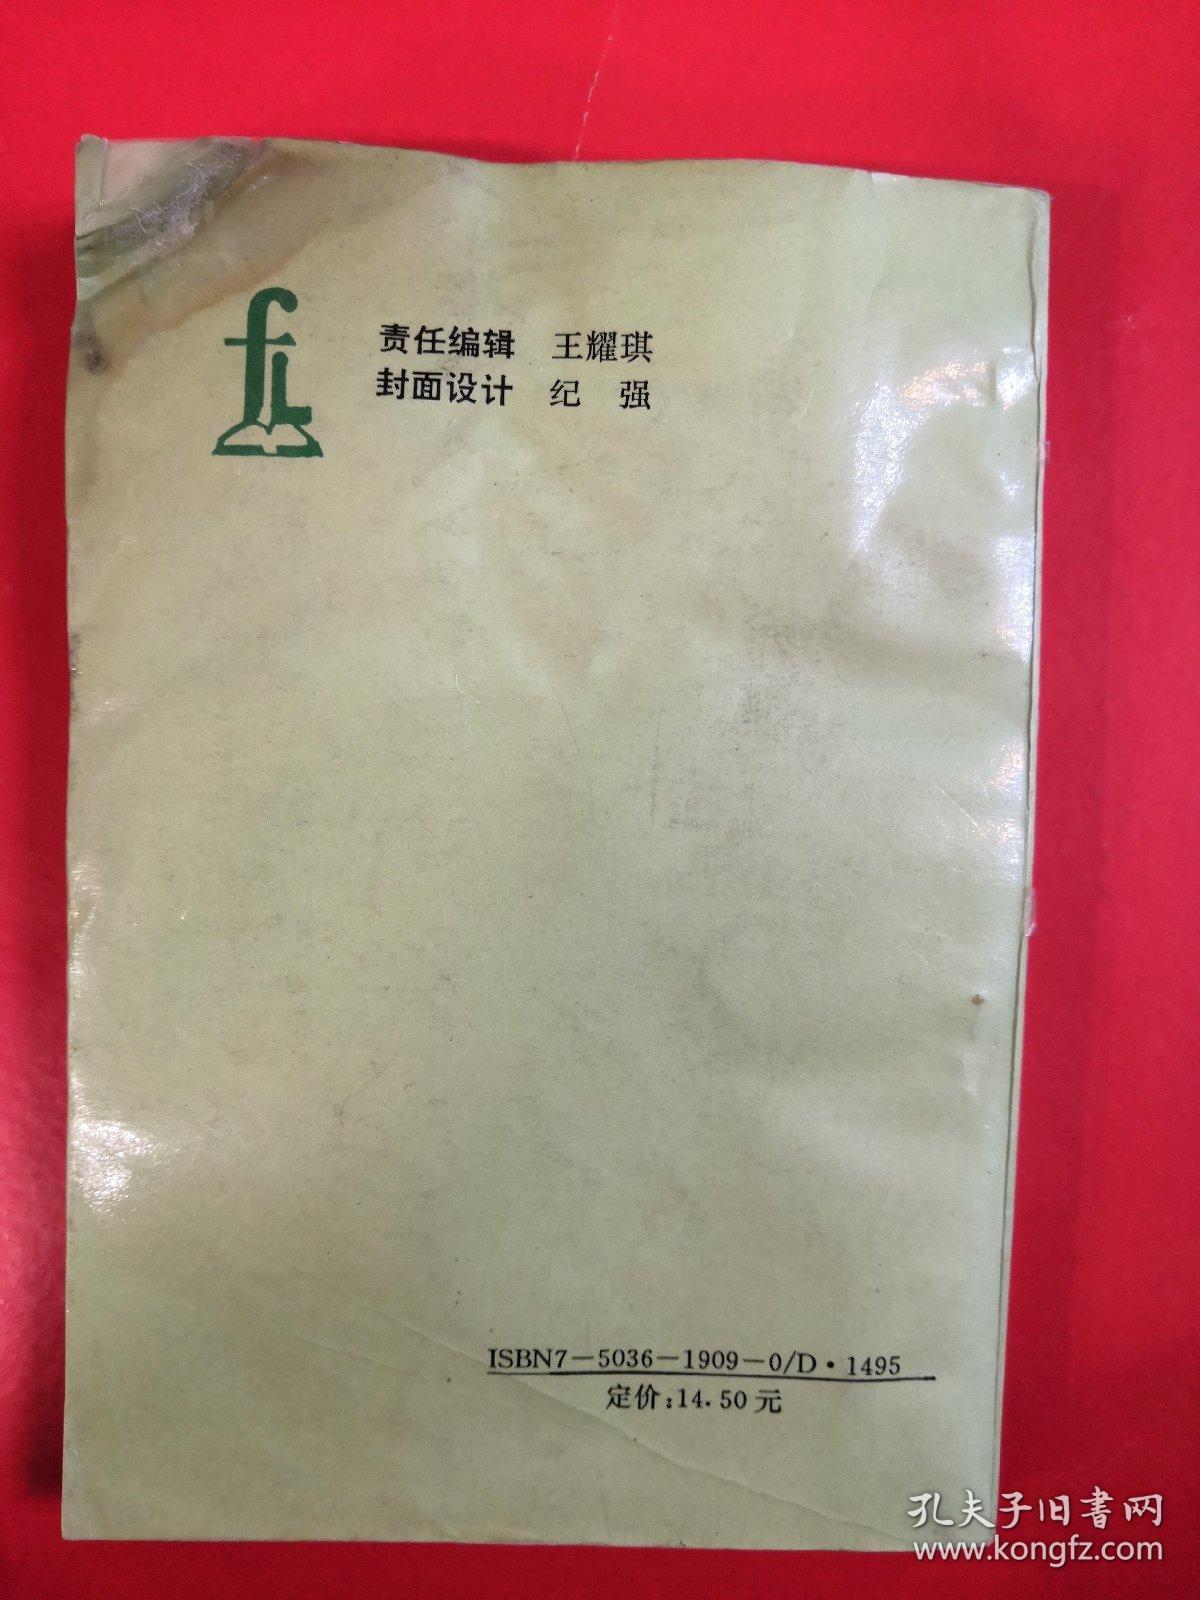 责任编辑 王耀琪
封面设计 纪 强
ISBN7－5036－1909－0/D·1495
定价:14.50元
孔夫子旧书网
www.kongfz.com